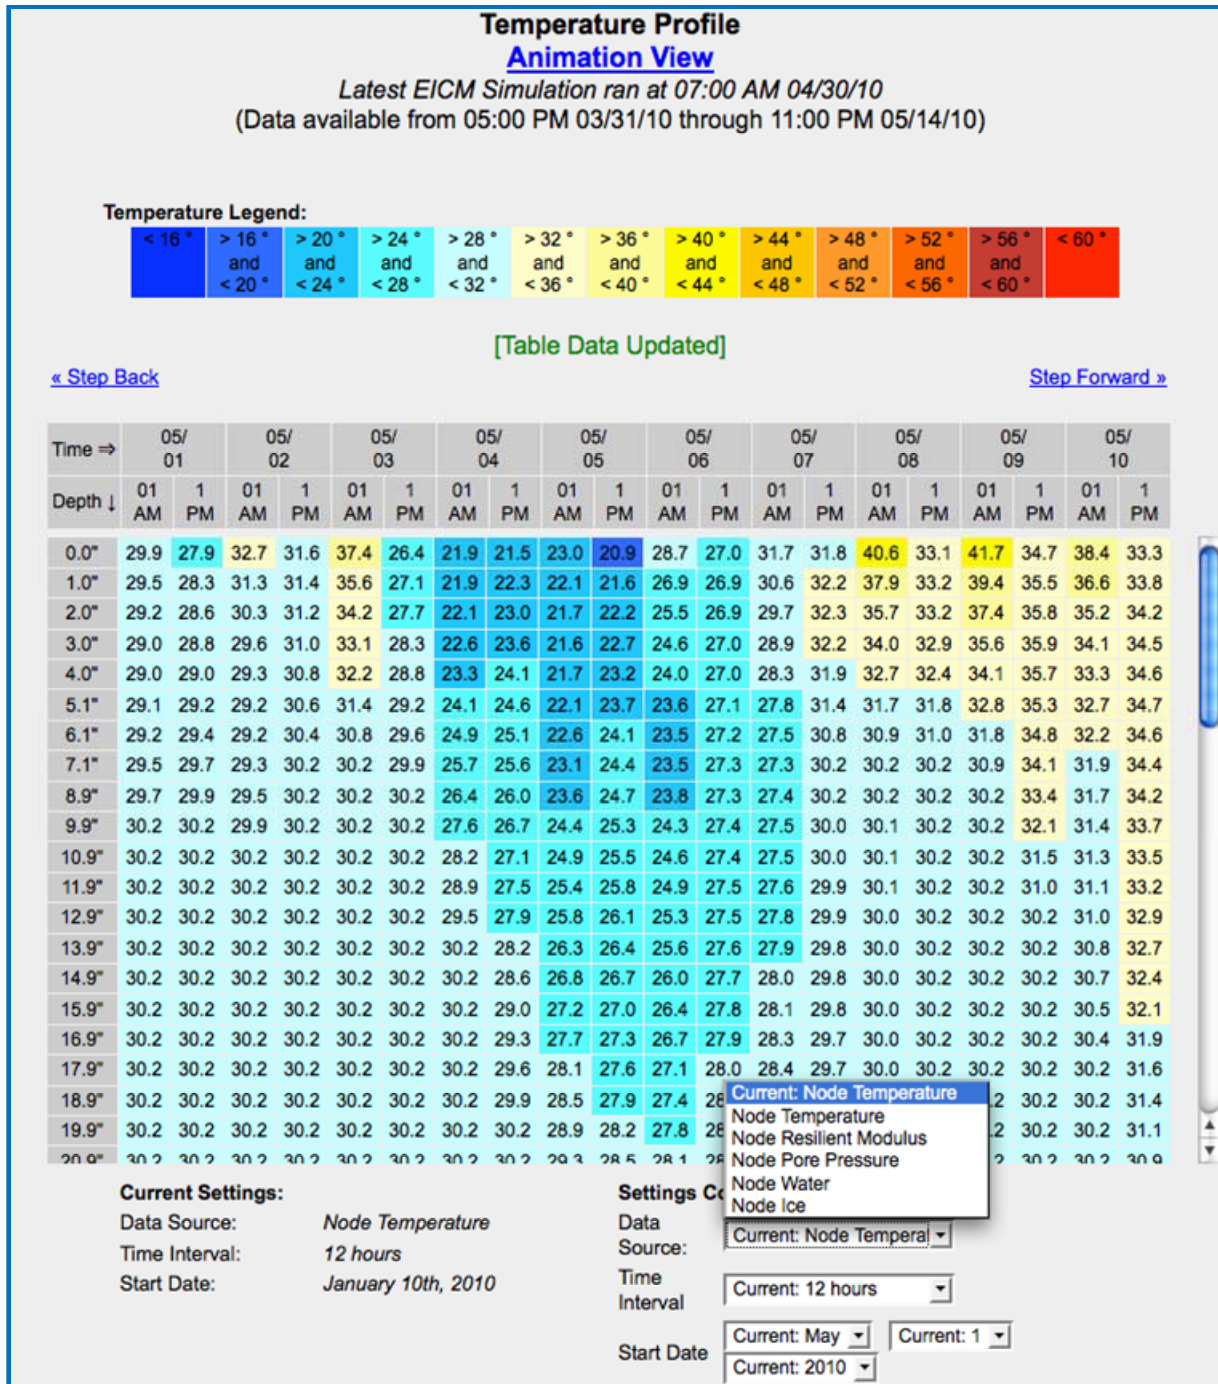 Temperature Profile
Animation View
Latest EICM Simulation ran at 07:00 AM 04/30/10
(Data available from 05:00 PM 03/31/10 through 11:00 PM 05/14/10)
Temperature Legend:
< 16 ° > 16 ° > 20 ° > 24 ° > 28 ° > 32 ° > 36 ° > 40 ° > 44 ° > 48 ° > 52 ° > 56 ° < 60 °
and and and and and and and and and and and
< 20 ° < 24 ° < 28 ° < 32 ° < 36 ° < 40 ° < 44 ° < 48 ° < 52 ° < 56 ° < 60 °
[Table Data Updated]
« Step Back Step Forward »
Time ⇒ 05/ 05/ 05/ 05/ 05/ 05/ 05/ 05/ 05/ 05/
01 02 03 04 05 06 07 08 09 10
Depth ↓ 01 1 01 1 01 1 01 1 01 1 01 1 01 1 01 1 01 1 01 1
AM PM AM PM AM PM AM PM AM PM AM PM AM PM AM PM AM PM AM PM
0.0" 29.9 27.9 32.7 31.6 37.4 26.4 21.9 21.5 23.0 20.9 28.7 27.0 31.7 31.8 40.6 33.1 41.7 34.7 38.4 33.3
1.0" 29.5 28.3 31.3 31.4 35.6 27.1 21.9 22.3 22.1 21.6 26.9 26.9 30.6 32.2 37.9 33.2 39.4 35.5 36.6 33.8
2.0" 29.2 28.6 30.3 31.2 34.2 27.7 22.1 23.0 21.7 22.2 25.5 26.9 29.7 32.3 35.7 33.2 37.4 35.8 35.2 34.2
3.0" 29.0 28.8 29.6 31.0 33.1 28.3 22.6 23.6 21.6 22.7 24.6 27.0 28.9 32.2 34.0 32.9 35.6 35.9 34.1 34.5
4.0" 29.0 29.0 29.3 30.8 32.2 28.8 23.3 24.1 21.7 23.2 24.0 27.0 28.3 31.9 32.7 32.4 34.1 35.7 33.3 34.6
5.1" 29.1 29.2 29.2 30.6 31.4 29.2 24.1 24.6 22.1 23.7 23.6 27.1 27.8 31.4 31.7 31.8 32.8 35.3 32.7 34.7
6.1" 29.2 29.4 29.2 30.4 30.8 29.6 24.9 25.1 22.6 24.1 23.5 27.2 27.5 30.8 30.9 31.0 31.8 34.8 32.2 34.6
7.1" 29.5 29.7 29.3 30.2 30.2 29.9 25.7 25.6 23.1 24.4 23.5 27.3 27.3 30.2 30.2 30.2 30.9 34.1 31.9 34.4
8.9" 29.7 29.9 29.5 30.2 30.2 30.2 26.4 26.0 23.6 24.7 23.8 27.3 27.4 30.2 30.2 30.2 30.2 33.4 31.7 34.2
9.9" 30.2 30.2 29.9 30.2 30.2 30.2 27.6 26.7 24.4 25.3 24.3 27.4 27.5 30.0 30.1 30.2 30.2 32.1 31.4 33.7
10.9" 30.2 30.2 30.2 30.2 30.2 30.2 28.2 27.1 24.9 25.5 24.6 27.4 27.5 30.0 30.1 30.2 30.2 31.5 31.3 33.5
11.9" 30.2 30.2 30.2 30.2 30.2 30.2 28.9 27.5 25.4 25.8 24.9 27.5 27.6 29.9 30.1 30.2 30.2 31.0 31.1 33.2
12.9" 30.2 30.2 30.2 30.2 30.2 30.2 29.5 27.9 25.8 26.1 25.3 27.5 27.8 29.9 30.0 30.2 30.2 30.2 31.0 32.9
13.9" 30.2 30.2 30.2 30.2 30.2 30.2 30.2 28.2 26.3 26.4 25.6 27.6 27.9 29.8 30.0 30.2 30.2 30.2 30.8 32.7
14.9" 30.2 30.2 30.2 30.2 30.2 30.2 30.2 28.6 26.8 26.7 26.0 27.7 28.0 29.8 30.0 30.2 30.2 30.2 30.7 32.4
15.9" 30.2 30.2 30.2 30.2 30.2 30.2 30.2 29.0 27.2 27.0 26.4 27.8 28.1 29.8 30.0 30.2 30.2 30.2 30.5 32.1
16.9" 30.2 30.2 30.2 30.2 30.2 30.2 30.2 29.3 27.7 27.3 26.7 27.9 28.3 29.7 30.0 30.2 30.2 30.2 30.4 31.9
17.9" 30.2 30.2 30.2 30.2 30.2 30.2 30.2 29.6 28.1 27.6 27.1 28.0 28.4 29.7 30.0 30.2 30.2 30.2 30.2 31.6
18.9" 30.2 30.2 30.2 30.2 30.2 30.2 30.2 29.9 28.5 27.9 27.4 28 .2 30.2 30.2 31.4
19.9" 30.2 30.2 30.2 30.2 30.2 30.2 30.2 30.2 28.9 28.2 27.8 28 .2 30.2 30.2 31.1
20.9" 30.2 30.2 30.2 30.2 30.2 30.2 30.2 30.2 29.3 28.5 28.1 28 2 30.2 30.2 30.9
Current: Node Temperature
Node Temperature
Node Resilient Modulus
Node Pore Pressure
Node Water
Node Ice
Current Settings:
Data Source: Node Temperature
Time Interval: 12 hours
Start Date: January 10th, 2010
Settings Co
Data
Source: Current: Node Tempera
Time
Interval Current: 12 hours
Start Date Current: May Current: 1
Current: 2010